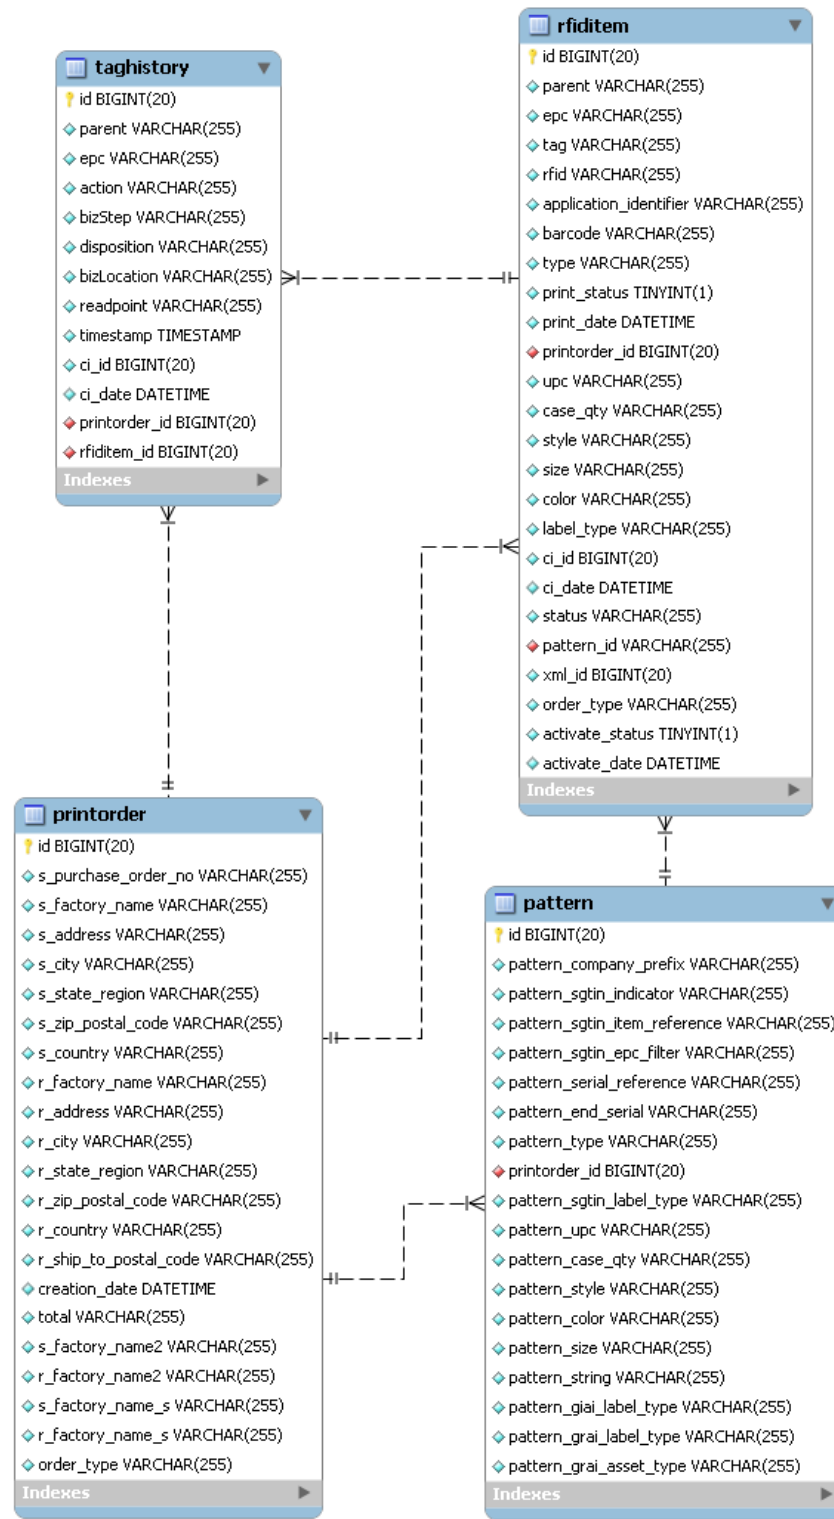 taghistory
id BIGINT(20)
parent VARCHAR(255)
epc VARCHAR(255)
action VARCHAR(255)
bizStep VARCHAR(255)
disposition VARCHAR(255)
bizLocation VARCHAR(255)
readpoint VARCHAR(255)
timestamp TIMESTAMP
ci_id BIGINT(20)
ci_date DATETIME
printorder_id BIGINT(20)
rfiditem_id BIGINT(20)
Indexes
rfiditem
id BIGINT(20)
parent VARCHAR(255)
epc VARCHAR(255)
tag VARCHAR(255)
rfid VARCHAR(255)
application_identifier VARCHAR(255)
barcode VARCHAR(255)
type VARCHAR(255)
print_status TINYINT(1)
print_date DATETIME
printorder_id BIGINT(20)
upc VARCHAR(255)
case_qty VARCHAR(255)
style VARCHAR(255)
size VARCHAR(255)
color VARCHAR(255)
label_type VARCHAR(255)
ci_id BIGINT(20)
ci_date DATETIME
status VARCHAR(255)
pattern_id VARCHAR(255)
xml_id BIGINT(20)
order_type VARCHAR(255)
activate_status TINYINT(1)
activate_date DATETIME
Indexes
printorder
id BIGINT(20)
s_purchase_order_no VARCHAR(255)
s_factory_name VARCHAR(255)
s_address VARCHAR(255)
s_city VARCHAR(255)
s_state_region VARCHAR(255)
s_zip_postal_code VARCHAR(255)
s_country VARCHAR(255)
r_factory_name VARCHAR(255)
r_address VARCHAR(255)
r_city VARCHAR(255)
r_state_region VARCHAR(255)
r_zip_postal_code VARCHAR(255)
r_country VARCHAR(255)
r_ship_to_postal_code VARCHAR(255)
creation_date DATETIME
total VARCHAR(255)
s_factory_name2 VARCHAR(255)
r_factory_name2 VARCHAR(255)
s_factory_name_s VARCHAR(255)
r_factory_name_s VARCHAR(255)
order_type VARCHAR(255)
Indexes
pattern
id BIGINT(20)
pattern_company_prefix VARCHAR(255)
pattern_sgtin_indicator VARCHAR(255)
pattern_sgtin_item_reference VARCHAR(255)
pattern_sgtin_epc_filter VARCHAR(255)
pattern_serial_reference VARCHAR(255)
pattern_end_serial VARCHAR(255)
pattern_type VARCHAR(255)
printorder_id BIGINT(20)
pattern_sgtin_label_type VARCHAR(255)
pattern_upc VARCHAR(255)
pattern_case_qty VARCHAR(255)
pattern_style VARCHAR(255)
pattern_color VARCHAR(255)
pattern_size VARCHAR(255)
pattern_string VARCHAR(255)
pattern_giai_label_type VARCHAR(255)
pattern_grai_label_type VARCHAR(255)
pattern_grai_asset_type VARCHAR(255)
Indexes